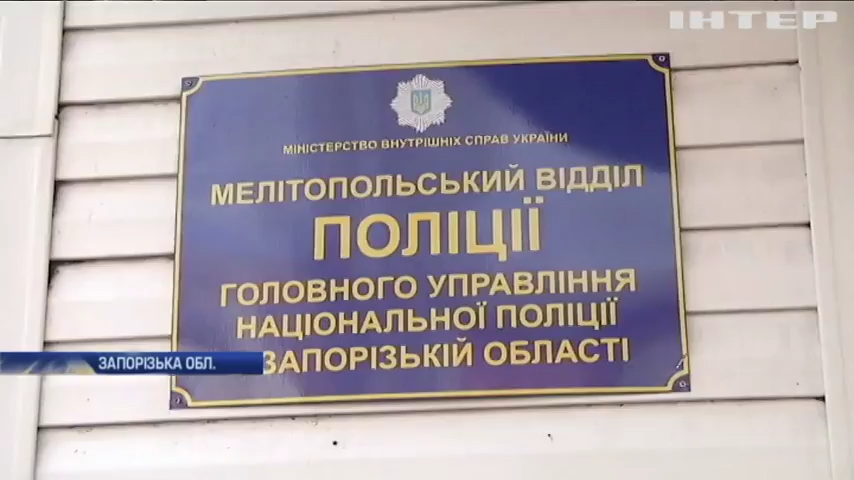 ІНТЕР
МІНІСТЕРСТВО ВНУТРІШНІХ СПРАВ УКРАЇНИ
МЕЛІТОПОЛЬСЬКИЙ ВІДДІЛ
ПОЛІЦІЇ
ГОЛОВНОГО УПРАВЛІННЯ
НАЦІОНАЛЬНОЇ ПОЛІЦІЇ
ЗАПОРІЗЬКІЙ ОБЛАСТІ
ЗАПОРІЗЬКА ОБЛ.